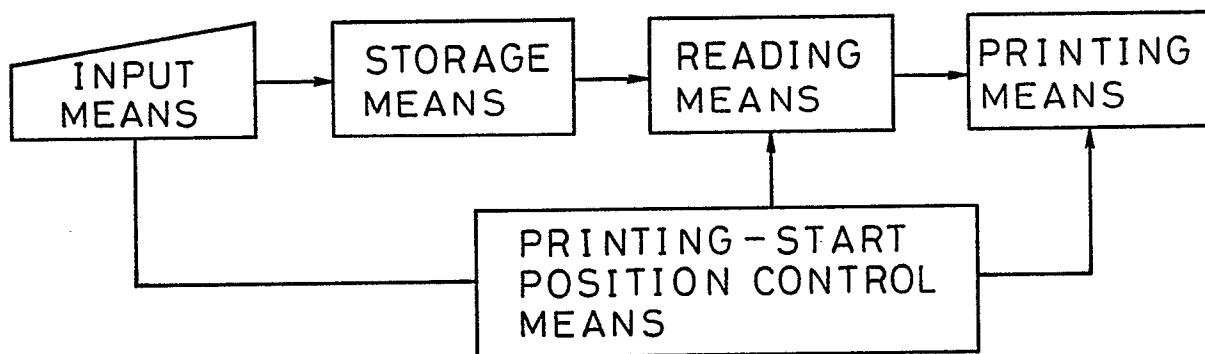 INPUT
MEANS
STORAGE
MEANS
READING
MEANS
PRINTING
MEANS
PRINTING-START
POSITION CONTROL
MEANS